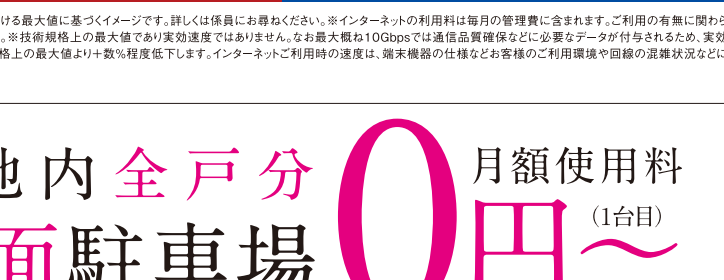 ける最大値に基づくイメージです。詳しくは係員にお尋ねください。※インターネットの利用料は毎月の管理費に含まれます。ご利用の有無に関わら
。※技術規格上の最大値であり実効速度ではありません。なお最大概ね10Gbpsでは通信品質確保などに必要なデータが付与されるため、実効
格上の最大値より＋数％程度低下します。インターネットご利用時の速度は、端末機器の仕様などお客様のご利用環境や回線の混雑状況などに
地内全戸分
面駐車場
0円～
月額使用料
（1台目）